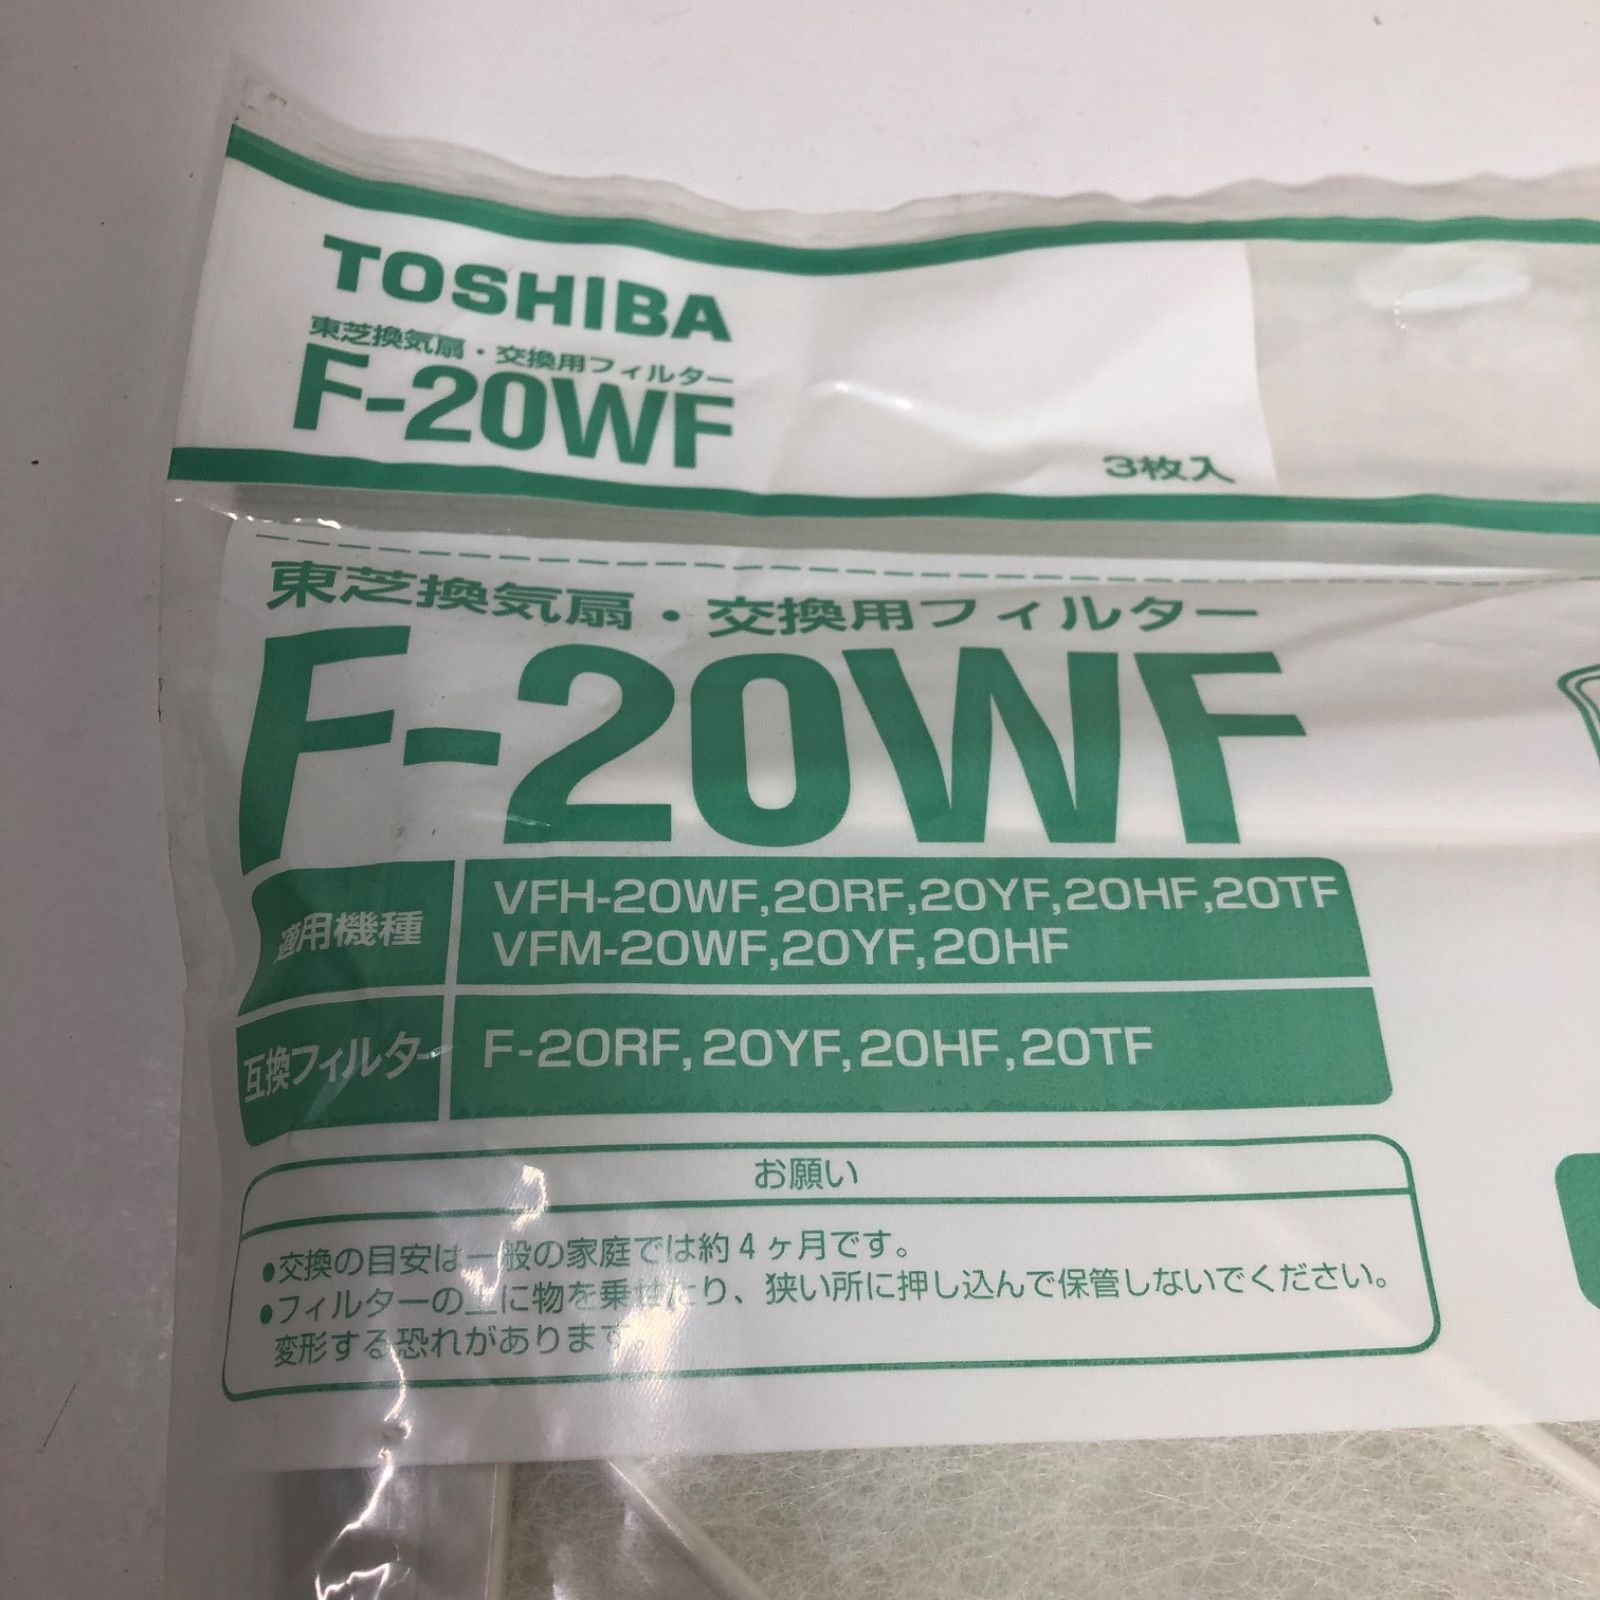 TOSHIBA
東芝換気扇・交換用フィルター
F-20WF
3枚入
東芝換気扇・交換用フィルター
F-20WF
適用機種
VFH-20WF,20RF,20YF,20HF,20TF
VFM-20WF,20YF,20HF
互換フィルター
F-20RF,20YF,20HF,20TF
お願い
●交換の目安は一般の家庭では約4ヶ月です。
●フィルターの上に物を乗せたり、狭い所に押し込んで保管しないでください。
変形する恐れがあります。